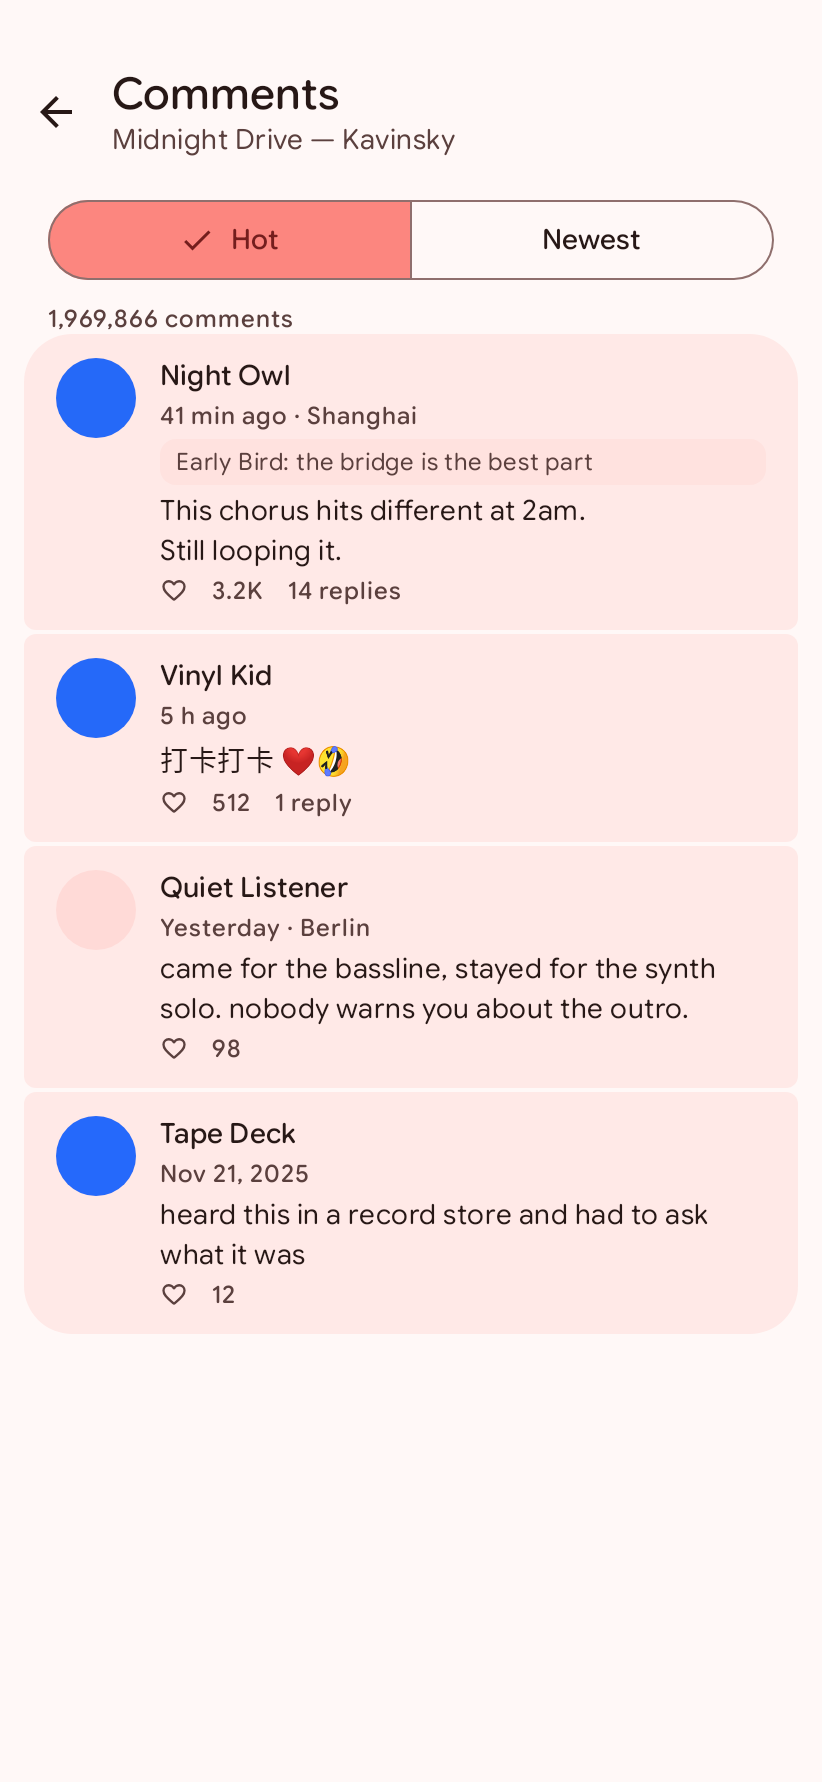 Comments
Midnight Drive — Kavinsky
Hot
Newest
1,969,866 comments
Night Owl
41 min ago · Shanghai
Early Bird: the bridge is the best part
This chorus hits different at 2am.
Still looping it.
3.2K 14 replies
Vinyl Kid
5 h ago
打卡打卡 ❤️🤣
512 1 reply
Quiet Listener
Yesterday · Berlin
came for the bassline, stayed for the synth
solo. nobody warns you about the outro.
98
Tape Deck
Nov 21, 2025
heard this in a record store and had to ask
what it was
12